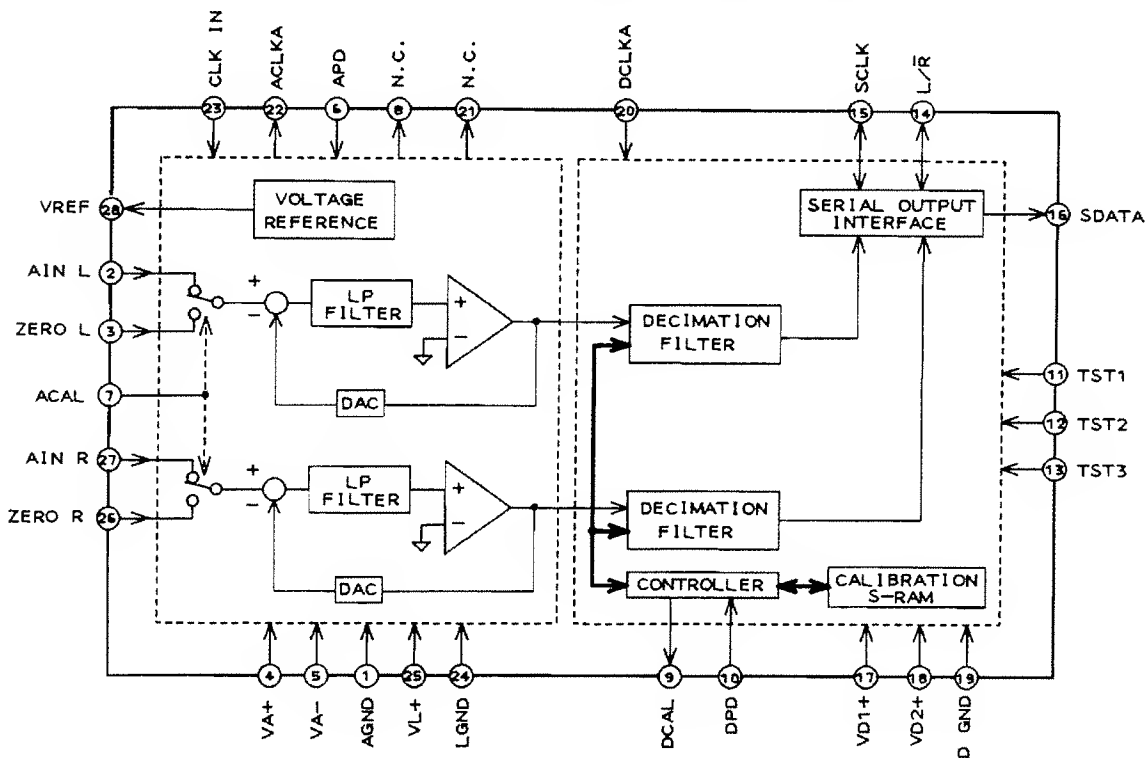 CLK IN
ACLKA
APD
N.C.
N.C.
DCLKA
SCLK
L/R̅
23
22
6
8
21
20
15
14
VREF
28
VOLTAGE
REFERENCE
SERIAL OUTPUT
INTERFACE
16
SDATA
AIN L
2
+
−
LP
FILTER
+
−
ZERO L
3
DECIMATION
FILTER
ACAL
7
DAC
11
TST1
12
TST2
13
TST3
AIN R
27
+
−
LP
FILTER
+
−
ZERO R
26
DECIMATION
FILTER
DAC
CONTROLLER
CALIBRATION
S-RAM
4
5
1
25
24
9
10
17
18
19
VA+
VA-
AGND
VL+
LGND
DCAL
DPD
VD1+
VD2+
D GND